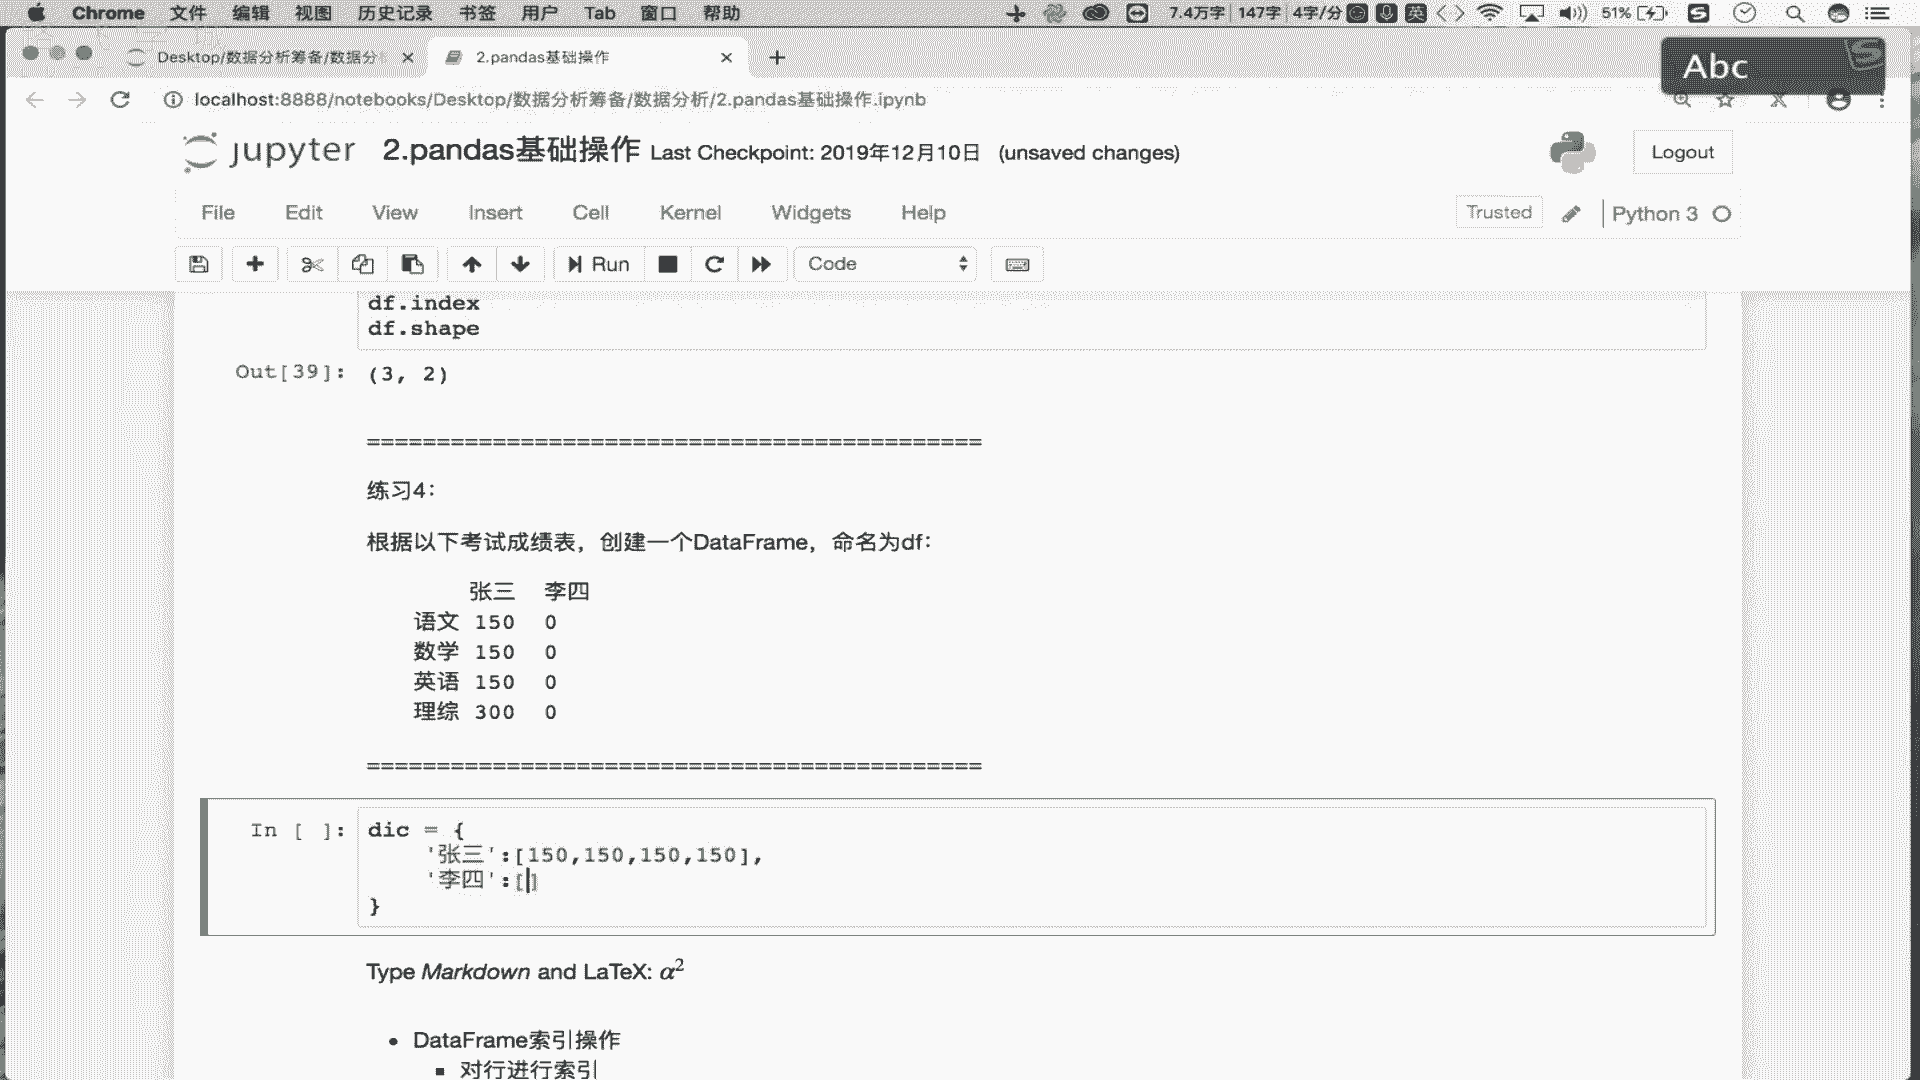 Chrome 文件 编辑 视图 历史记录 书签 用户 Tab 窗口 帮助 7.4万字 147字 4字/分 英 51%
Desktop/数据分析筹备/数据分
2.pandas基础操作
Abc
localhost:8888/notebooks/Desktop/数据分析筹备/数据分析/2.pandas基础操作.ipynb
jupyter 2.pandas基础操作 Last Checkpoint: 2019年12月10日 (unsaved changes)
Logout
File Edit View Insert Cell Kernel Widgets Help
Trusted Python 3
Run Code
df.index
df.shape
Out[39]: (3, 2)
============================================
练习4：
根据以下考试成绩表，创建一个DataFrame，命名为df：
张三 李四
语文 150 0
数学 150 0
英语 150 0
理综 300 0
============================================
In [ ]: dic = {
'张三':[150,150,150,150],
'李四':[]
}
Type Markdown and LaTeX: α²
• DataFrame索引操作
▪ 对行进行索引